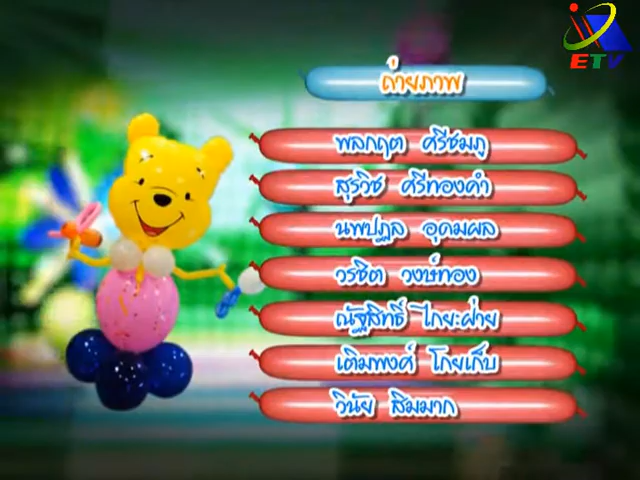 ETV
ถ่ายภาพ
พลกฤต ศรีชมภู
สุรวิช ศรีทองคำ
นพปฎล อุดมผล
วรชิต วงษ์ทอง
ณัฐสิทธิ์ ไกยะฝ่าย
เติมพงศ์ โกยเก็บ
วินัย สิมมาก